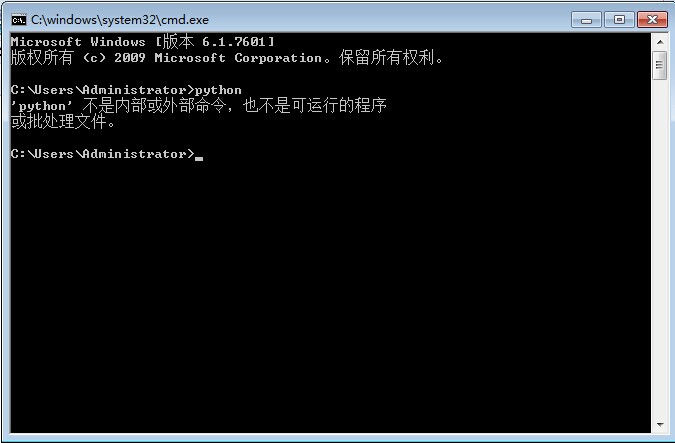 C:\windows\system32\cmd.exe
Microsoft Windows [版本 6.1.7601]
版权所有 (c) 2009 Microsoft Corporation。保留所有权利。
C:\Users\Administrator>python
'python' 不是内部或外部命令，也不是可运行的程序
或批处理文件。
C:\Users\Administrator>